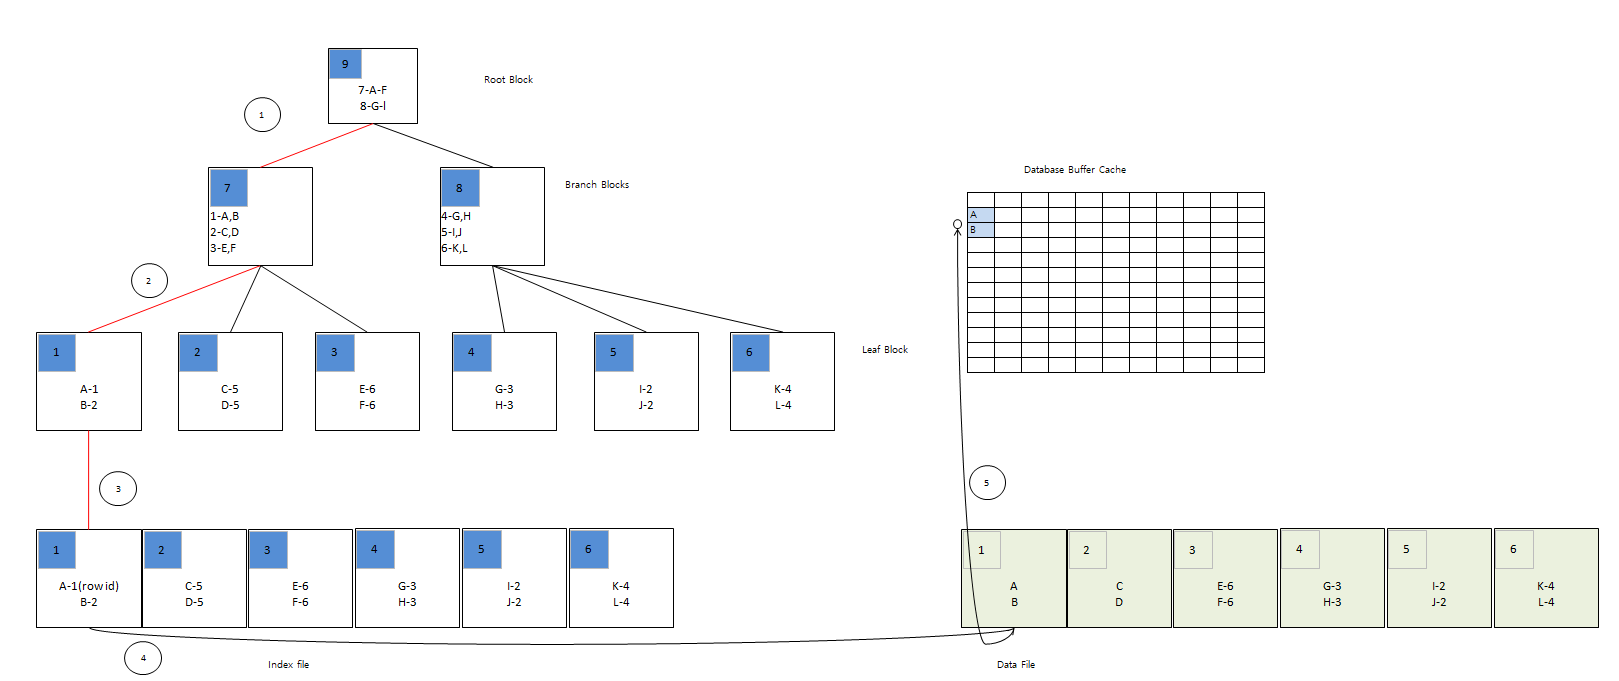 9
7-A-F
8-G-l
Root Block
1
7
1-A,B
2-C,D
3-E,F
8
4-G,H
5-I,J
6-K,L
Branch Blocks
Database Buffer Cache
A
B
2
1
A-1
B-2
2
C-5
D-5
3
E-6
F-6
4
G-3
H-3
5
I-2
J-2
6
K-4
L-4
Leaf Block
3
5
1
A-1(row id)
B-2
2
C-5
D-5
3
E-6
F-6
4
G-3
H-3
5
I-2
J-2
6
K-4
L-4
1
A
B
2
C
D
3
E-6
F-6
4
G-3
H-3
5
I-2
J-2
6
K-4
L-4
4
Index file
Data File